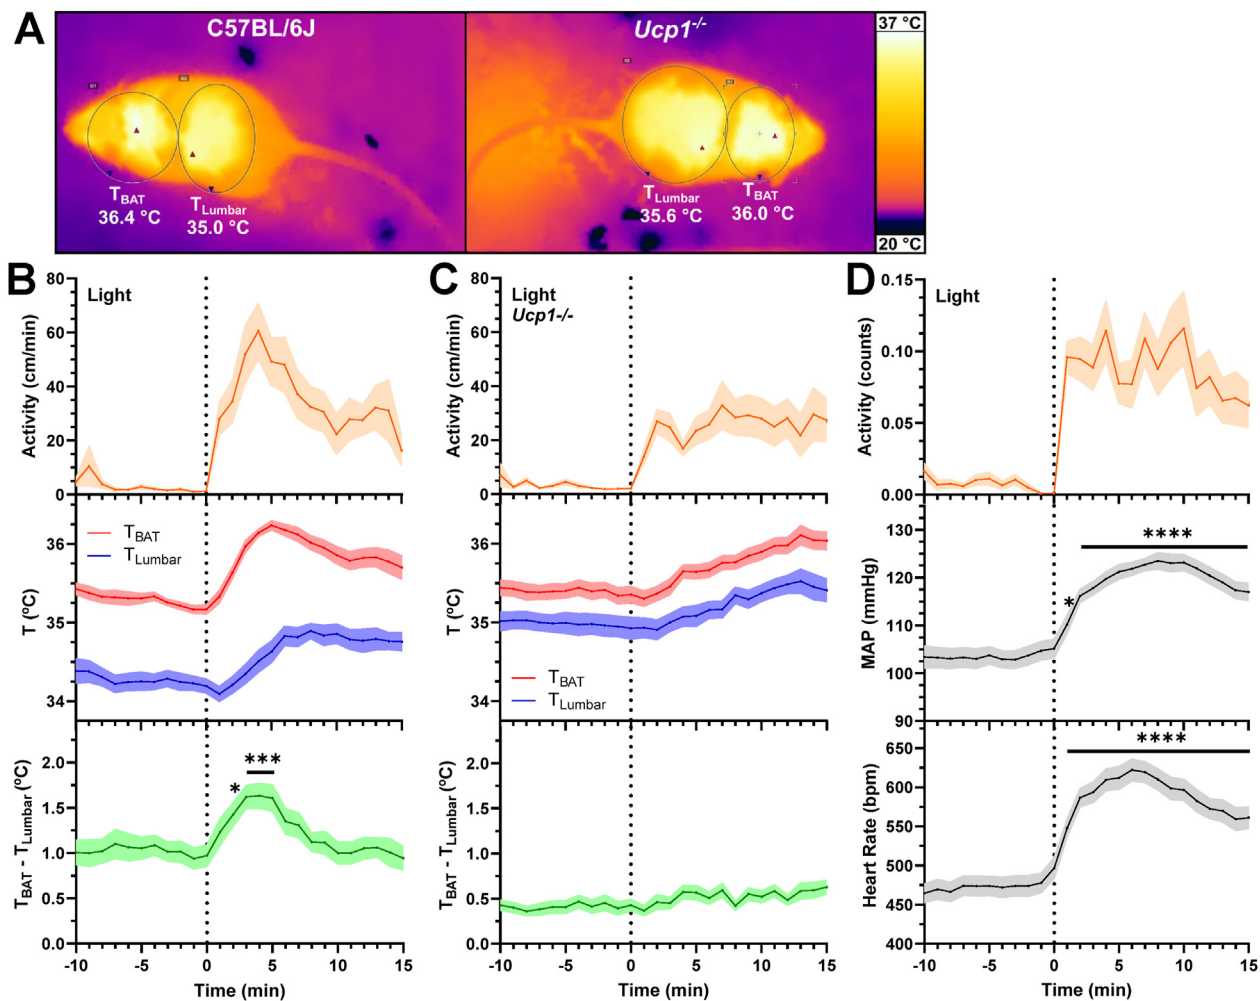 A
C57BL/6J
Ucp1-/-
37 °C
TBAT
36.4 °C
TLumbar
35.0 °C
TLumbar
35.6 °C
TBAT
36.0 °C
20 °C
B
Light
Activity (cm/min)
80
60
40
20
0
TBAT
TLumbar
T (ºC)
36
35
34
***
*
TBAT - TLumbar (ºC)
2.0
1.5
1.0
0.5
0.0
-10 -5 0 5 10 15
Time (min)
C
Light
Ucp1-/-
Activity (cm/min)
80
60
40
20
0
T (ºC)
36
35
34
TBAT
TLumbar
TBAT - TLumbar (ºC)
2.0
1.5
1.0
0.5
0.0
-10 -5 0 5 10 15
Time (min)
D
Light
Activity (counts)
0.15
0.10
0.05
0.00
****
*
MAP (mmHg)
130
120
110
100
90
****
Heart Rate (bpm)
650
600
550
500
450
400
-10 -5 0 5 10 15
Time (min)